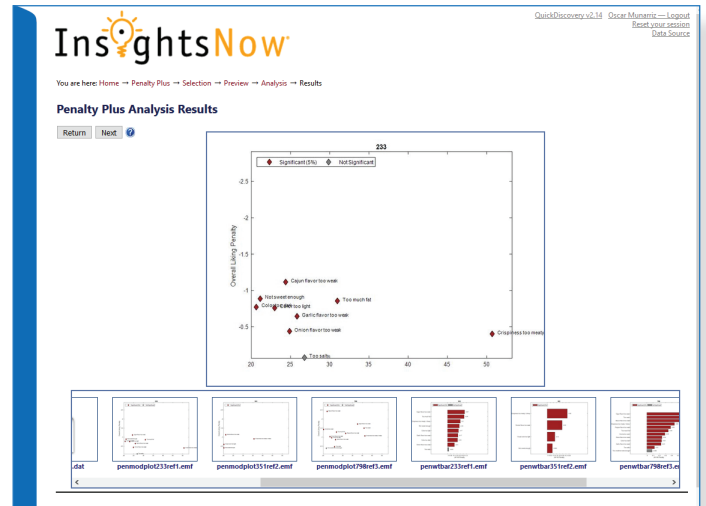 QuickDiscovery v2.14 Oscar Munarriz — Logout
Reset your session
Data Source
InsightsNow
You are here: Home → Penalty Plus → Selection → Preview → Analysis → Results
Penalty Plus Analysis Results
Return Next ?
233
Significant (5%) Not Significant
-2.5
-2
-1.5
-1
-0.5
Overall Liking Penalty
Cajun flavor too weak
Not sweet enough
Too much fat
Color too light
Garlic flavor too weak
Onion flavor too weak
Crispiness too meaty
Too salty
20 25 30 35 40 45 50
.dat penmodplot233ref1.emf penmodplot351ref2.emf penmodplot798ref3.emf penwtbar233ref1.emf penwtbar351ref2.emf penwtbar798ref3.e
< >